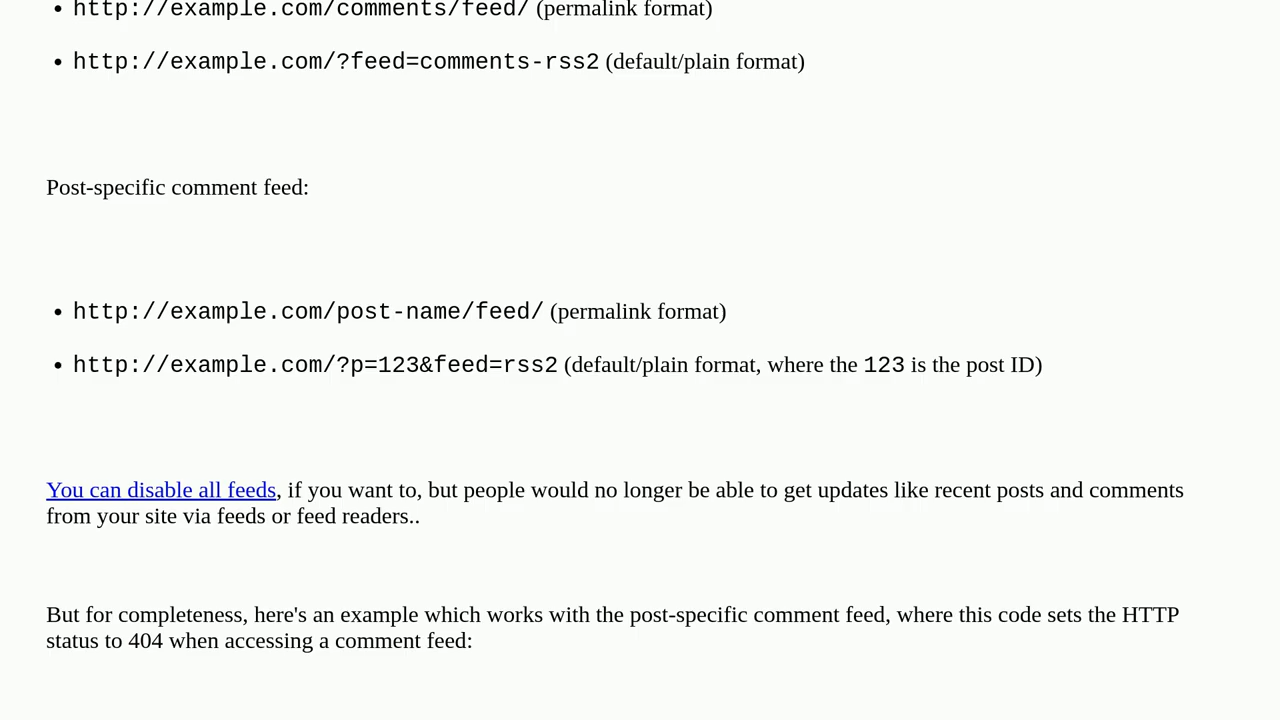 • http://example.com/comments/feed/ (permalink format)
• http://example.com/?feed=comments-rss2 (default/plain format)
Post-specific comment feed:
• http://example.com/post-name/feed/ (permalink format)
• http://example.com/?p=123&feed=rss2 (default/plain format, where the 123 is the post ID)
You can disable all feeds, if you want to, but people would no longer be able to get updates like recent posts and comments
from your site via feeds or feed readers..
But for completeness, here's an example which works with the post-specific comment feed, where this code sets the HTTP
status to 404 when accessing a comment feed: